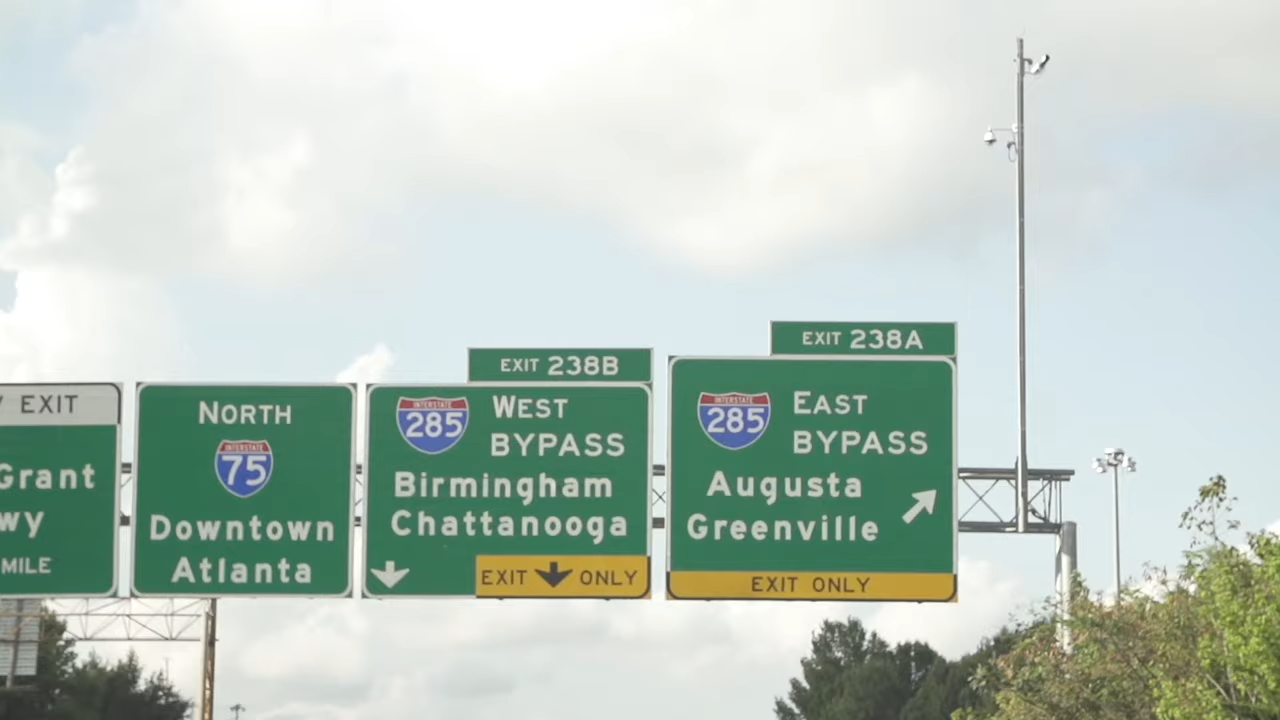 EXIT
Grant
MILE
NORTH
INTERSTATE
75
Downtown
Atlanta
EXIT 238B
INTERSTATE
285
WEST
BYPASS
Birmingham
Chattanooga
EXIT ONLY
EXIT 238A
INTERSTATE
285
EAST
BYPASS
Augusta
Greenville
EXIT ONLY